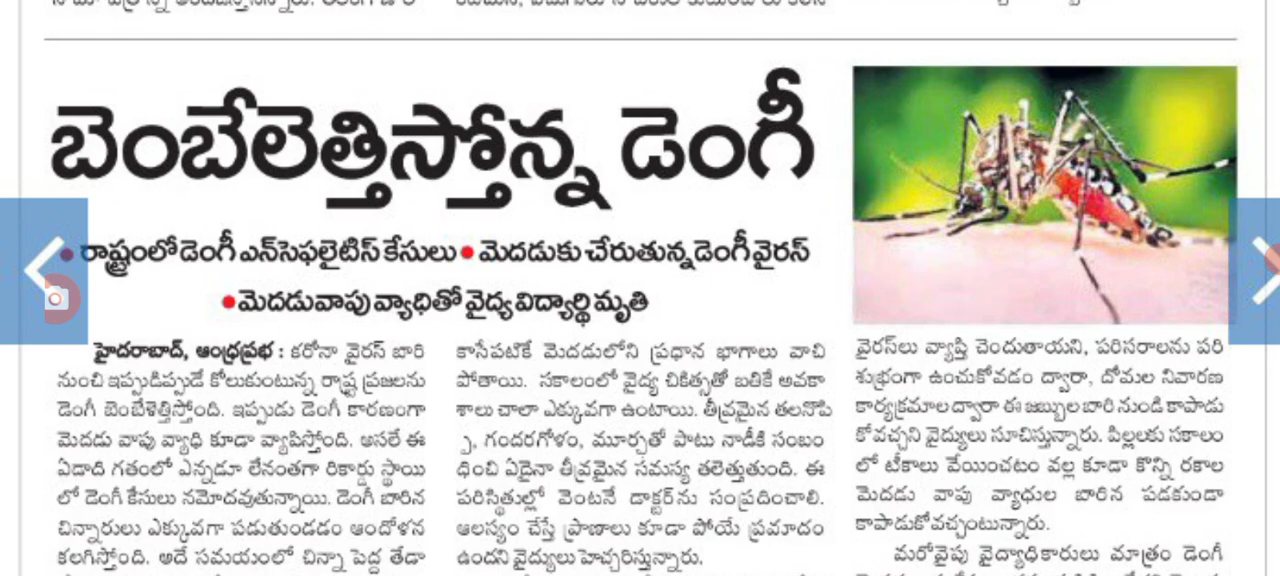 బెంబేలెత్తిస్తోన్న డెంగీ
• రాష్ట్రంలో డెంగీ ఎన్‌సెఫలైటిస్ కేసులు • మెదడుకు చేరుతున్న డెంగీ వైరస్
• మెదడువాపు వ్యాధితో వైద్య విద్యార్థి మృతి
హైదరాబాద్, ఆంధ్రప్రభ : కరోనా వైరస్ బారి
నుంచి ఇప్పుడిప్పుడే కోలుకుంటున్న రాష్ట్ర ప్రజలను
డెంగీ బెంబేలెత్తిస్తోంది. ఇప్పుడు డెంగీ కారణంగా
మెదడు వాపు వ్యాధి కూడా వ్యాపిస్తోంది. అసలే ఈ
ఏడాది గతంలో ఎన్నడూ లేనంతగా రికార్డు స్థాయి
లో డెంగీ కేసులు నమోదవుతున్నాయి. డెంగీ బారిన
చిన్నారులు ఎక్కువగా పడుతుండడం ఆందోళన
కలగిస్తోంది. అదే సమయంలో చిన్నా పెద్ద తేడా
కాసేపటికే మెదడులోని ప్రధాన భాగాలు వాచి
పోతాయి. సకాలంలో వైద్య చికిత్సతో బతికే అవకా
శాలు చాలా ఎక్కువగా ఉంటాయి. తీవ్రమైన తలనొపి
్ప, గందరగోళం, మూర్చతో పాటు నాడీకి సంబం
ధించి ఏదైనా తీవ్రమైన సమస్య తలెత్తుతుంది. ఈ
పరిస్థితుల్లో వెంటనే డాక్టర్‌ను సంప్రదించాలి.
ఆలస్యం చేస్తే ప్రాణాలు కూడా పోయే ప్రమాదం
ఉందని వైద్యులు హెచ్చరిస్తున్నారు.
వైరస్‌లు వ్యాప్తి చెందుతాయని, పరిసరాలను పరి
శుభ్రంగా ఉంచుకోవడం ద్వారా, దోమల నివారణ
కార్యక్రమాల ద్వారా ఈ జబ్బుల బారి నుండి కాపాడు
కోవచ్చని వైద్యులు సూచిస్తున్నారు. పిల్లలకు సకాలం
లో టీకాలు వేయించటం వల్ల కూడా కొన్ని రకాల
మెదడు వాపు వ్యాధుల బారిన పడకుండా
కాపాడుకోవచ్చంటున్నారు.
మరోవైపు వైద్యాధికారులు మాత్రం డెంగీ